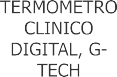 TERMOMETRO
CLINICO
DIGITAL, G-
TECH